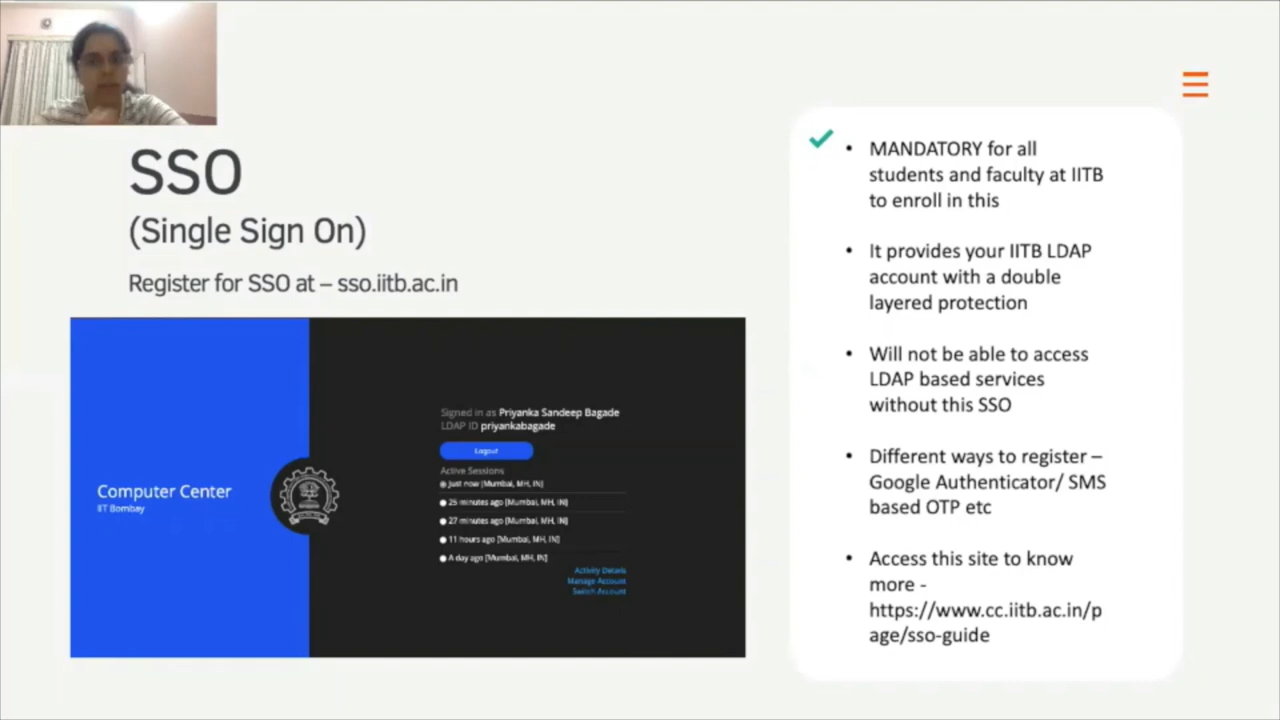 SSO
(Single Sign On)
Register for SSO at – sso.iitb.ac.in
Computer Center
IIT Bombay
Signed in as Priyanka Sandeep Bagade
LDAP ID priyankabagade
Logout
Active Sessions
Just now [Mumbai, MH, IN]
25 minutes ago [Mumbai, MH, IN]
27 minutes ago [Mumbai, MH, IN]
11 hours ago [Mumbai, MH, IN]
A day ago [Mumbai, MH, IN]
Activity Details
Manage Account
Switch Account
• MANDATORY for all
students and faculty at IITB
to enroll in this
• It provides your IITB LDAP
account with a double
layered protection
• Will not be able to access
LDAP based services
without this SSO
• Different ways to register –
Google Authenticator/ SMS
based OTP etc
• Access this site to know
more -
https://www.cc.iitb.ac.in/p
age/sso-guide